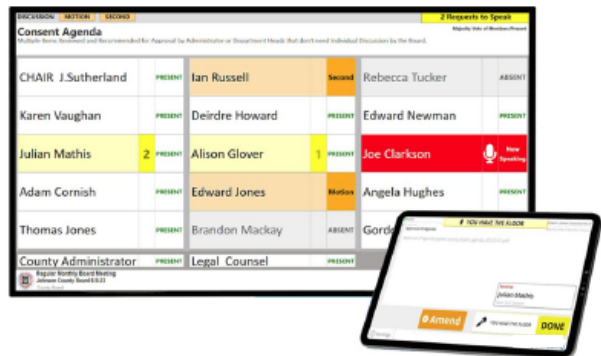 DISCUSSION MOTION SECOND 2 Requests to Speak
Consent Agenda Majority Vote of Members Present
Multiple Items Reviewed and Recommended for Approval by Administrator or Department Heads that don't need Individual Discussion by the Board.
CHAIR J.Sutherland PRESENT Ian Russell Second Rebecca Tucker ABSENT
Karen Vaughan PRESENT Deirdre Howard PRESENT Edward Newman PRESENT
Julian Mathis 2 PRESENT Alison Glover 1 PRESENT Joe Clarkson Now Speaking
Adam Cornish PRESENT Edward Jones Motion Angela Hughes PRESENT
Thomas Jones PRESENT Brandon Mackay ABSENT Gord
County Administrator PRESENT Legal Counsel PRESENT
Regular Monthly Board Meeting
Johnson County Board
YOU HAVE THE FLOOR
Julian Mathis
Amend YOU HAVE THE FLOOR DONE